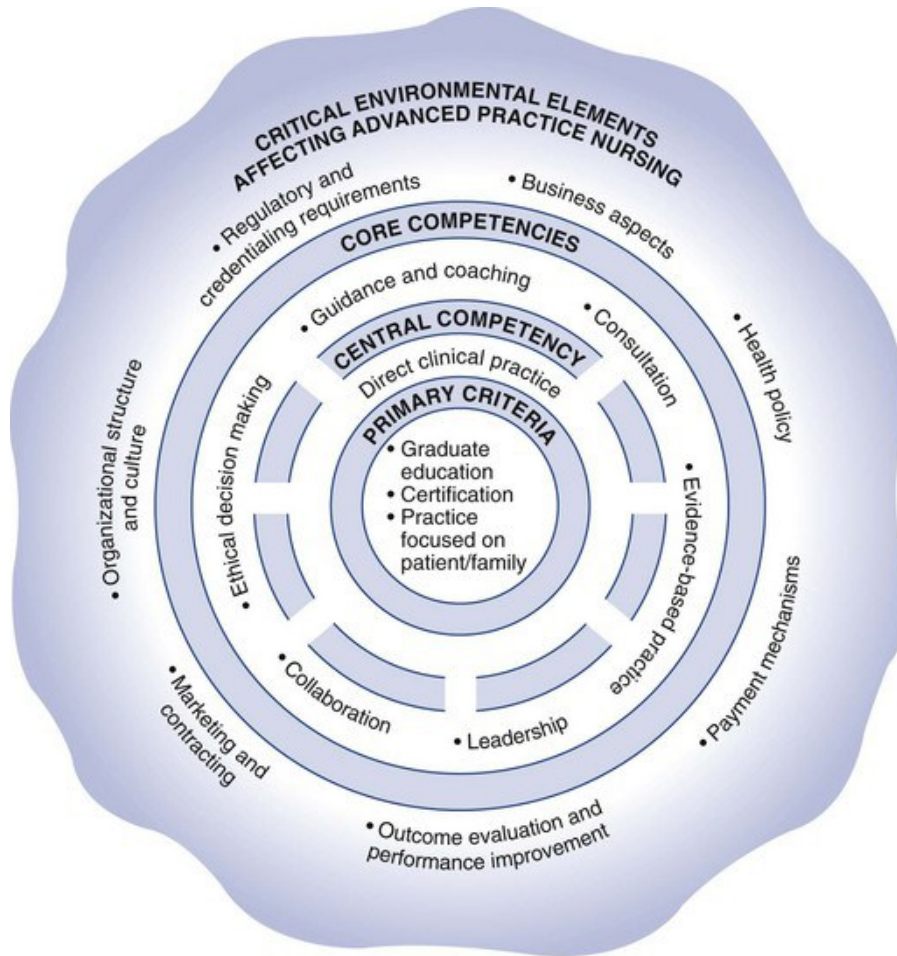 CRITICAL ENVIRONMENTAL ELEMENTS
AFFECTING ADVANCED PRACTICE NURSING
• Regulatory and
credentialing requirements
• Business aspects
• Health policy
• Payment mechanisms
• Outcome evaluation and
performance improvement
• Marketing and
contracting
• Organizational structure
and culture
CORE COMPETENCIES
• Guidance and coaching
• Consultation
• Evidence-based practice
• Leadership
• Collaboration
• Ethical decision making
CENTRAL COMPETENCY
Direct clinical practice
PRIMARY CRITERIA
• Graduate
education
• Certification
• Practice
focused on
patient/family